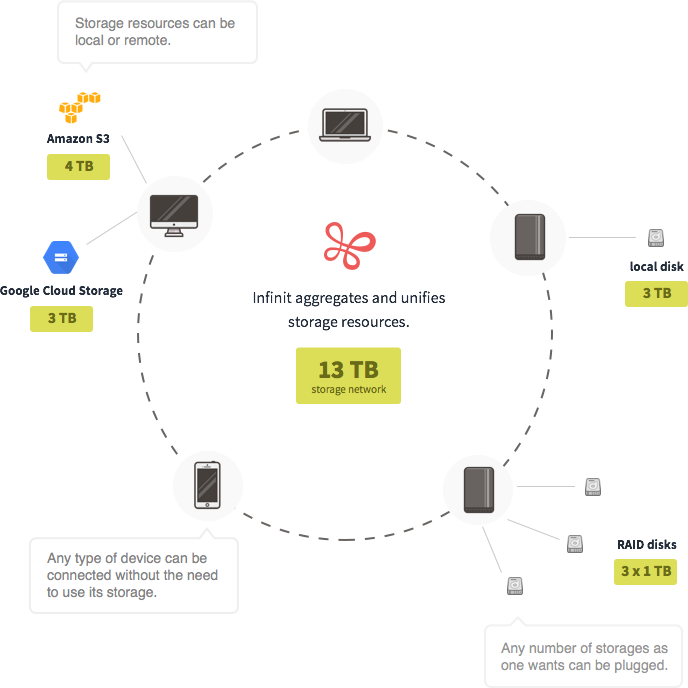 Storage resources can be
local or remote.
Amazon S3
4 TB
Google Cloud Storage
3 TB
Infinit aggregates and unifies
storage resources.
13 TB
storage network
local disk
3 TB
RAID disks
3 x 1 TB
Any type of device can be
connected without the need
to use its storage.
Any number of storages as
one wants can be plugged.